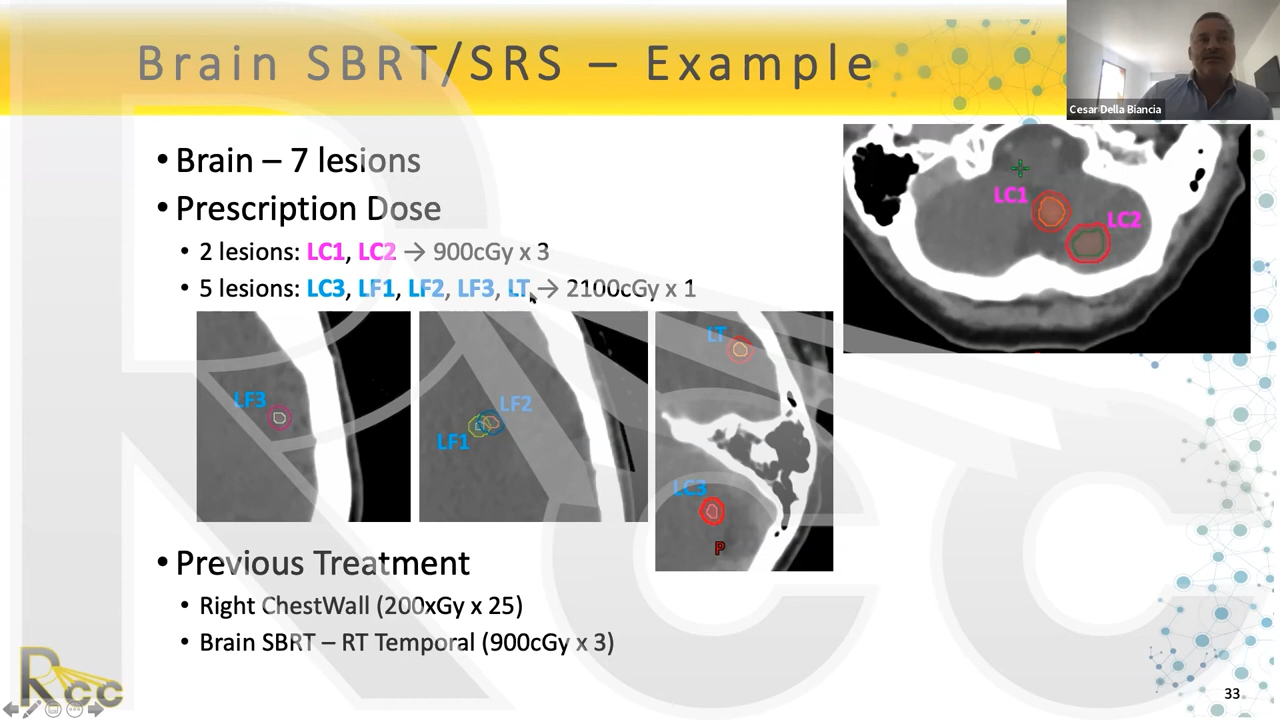 Brain SBRT/SRS – Example
Cesar Della Biancia
• Brain – 7 lesions
• Prescription Dose
• 2 lesions: LC1, LC2 → 900cGy x 3
• 5 lesions: LC3, LF1, LF2, LF3, LT → 2100cGy x 1
LC1
LC2
LF3
LF2
LF1
LT
LC3
P
• Previous Treatment
• Right ChestWall (200xGy x 25)
• Brain SBRT – RT Temporal (900cGy x 3)
Rcc
Rcc
33